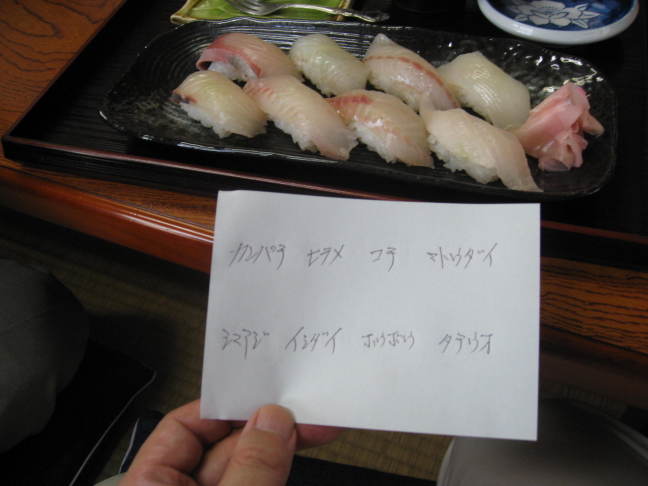 カンパチ ヒラメ コチ マトウダイ
シマアジ イシダイ ホウボウ タチウオ